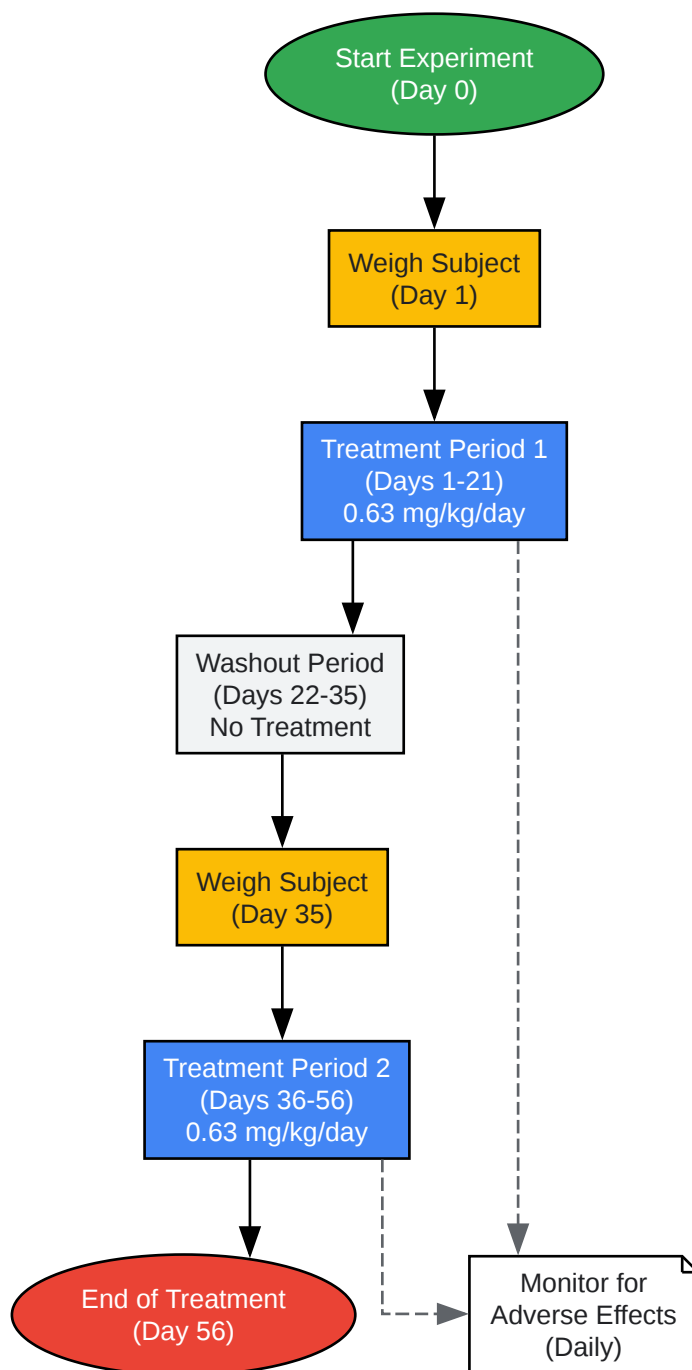 Start Experiment
(Day 0)
Weigh Subject
(Day 1)
Treatment Period 1
(Days 1-21)
0.63 mg/kg/day
Washout Period
(Days 22-35)
No Treatment
Weigh Subject
(Day 35)
Treatment Period 2
(Days 36-56)
0.63 mg/kg/day
End of Treatment
(Day 56)
Monitor for
Adverse Effects
(Daily)